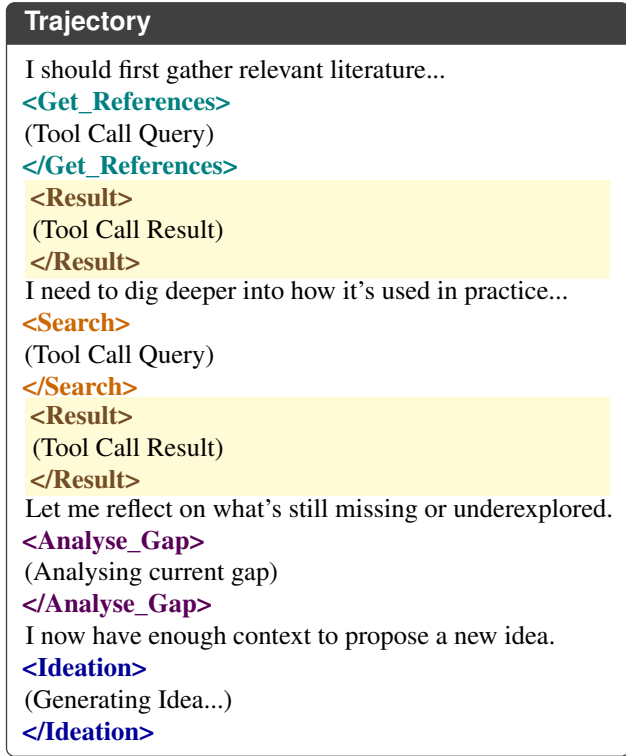 Trajectory
I should first gather relevant literature...
<Get_References>
(Tool Call Query)
</Get_References>
<Result>
(Tool Call Result)
</Result>
I need to dig deeper into how it's used in practice...
<Search>
(Tool Call Query)
</Search>
<Result>
(Tool Call Result)
</Result>
Let me reflect on what's still missing or underexplored.
<Analyse_Gap>
(Analysing current gap)
</Analyse_Gap>
I now have enough context to propose a new idea.
<Ideation>
(Generating Idea...)
</Ideation>